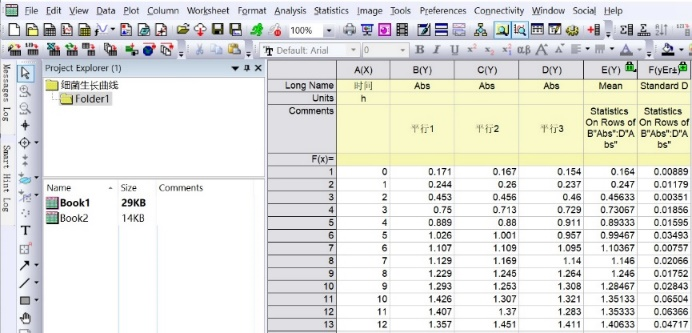 File Edit View Data Plot Column Worksheet Format Analysis Statistics Image Tools Preferences Connectivity Window Social Help
100%
Default: Arial 0 B I U
Messages Log
Smart Hint Log
Project Explorer (1)
细菌生长曲线
Folder1
Name Size Comments
Book1 29KB
Book2 14KB
A(X) B(Y) C(Y) D(Y) E(Y) F(yEr±)
Long Name 时间 Abs Abs Abs Mean Standard D
Units h
Comments 平行1 平行2 平行3 Statistics On Rows of B"Abs":D"A bs" Statistics On Rows of B"Abs":D"A bs"
F(x)=
1 0 0.171 0.167 0.154 0.164 0.00889
2 1 0.244 0.26 0.237 0.247 0.01179
3 2 0.453 0.456 0.46 0.45633 0.00351
4 3 0.75 0.713 0.729 0.73067 0.01856
5 4 0.889 0.88 0.911 0.89333 0.01595
6 5 1.026 1.001 0.957 0.99467 0.03493
7 6 1.107 1.109 1.095 1.10367 0.00757
8 7 1.129 1.169 1.14 1.146 0.02066
9 8 1.229 1.245 1.264 1.246 0.01752
10 9 1.293 1.253 1.308 1.28467 0.02843
11 10 1.426 1.307 1.321 1.35133 0.06504
12 11 1.407 1.37 1.283 1.35333 0.06366
13 12 1.357 1.451 1.411 1.40633 0.04717